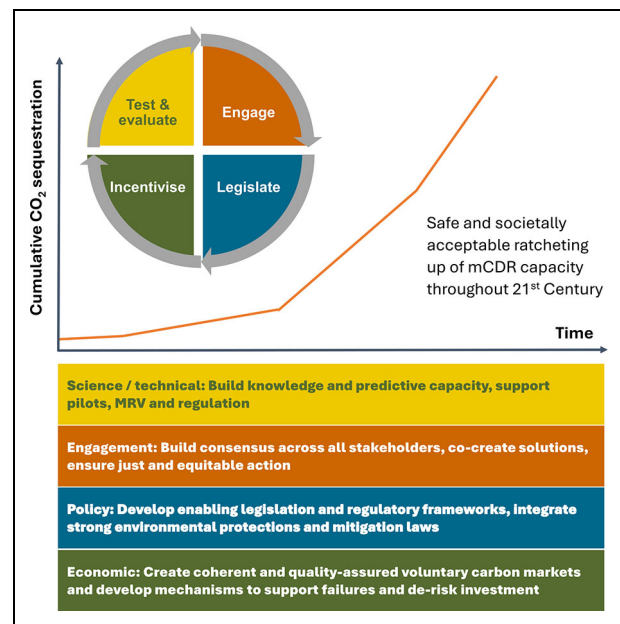 Test &
evaluate
Engage
Incentivise
Legislate
Cumulative CO₂ sequestration
Safe and societally
acceptable ratcheting
up of mCDR capacity
throughout 21ˢᵗ Century
Time
Science / technical: Build knowledge and predictive capacity, support
pilots, MRV and regulation
Engagement: Build consensus across all stakeholders, co-create solutions,
ensure just and equitable action
Policy: Develop enabling legislation and regulatory frameworks, integrate
strong environmental protections and mitigation laws
Economic: Create coherent and quality-assured voluntary carbon markets
and develop mechanisms to support failures and de-risk investment